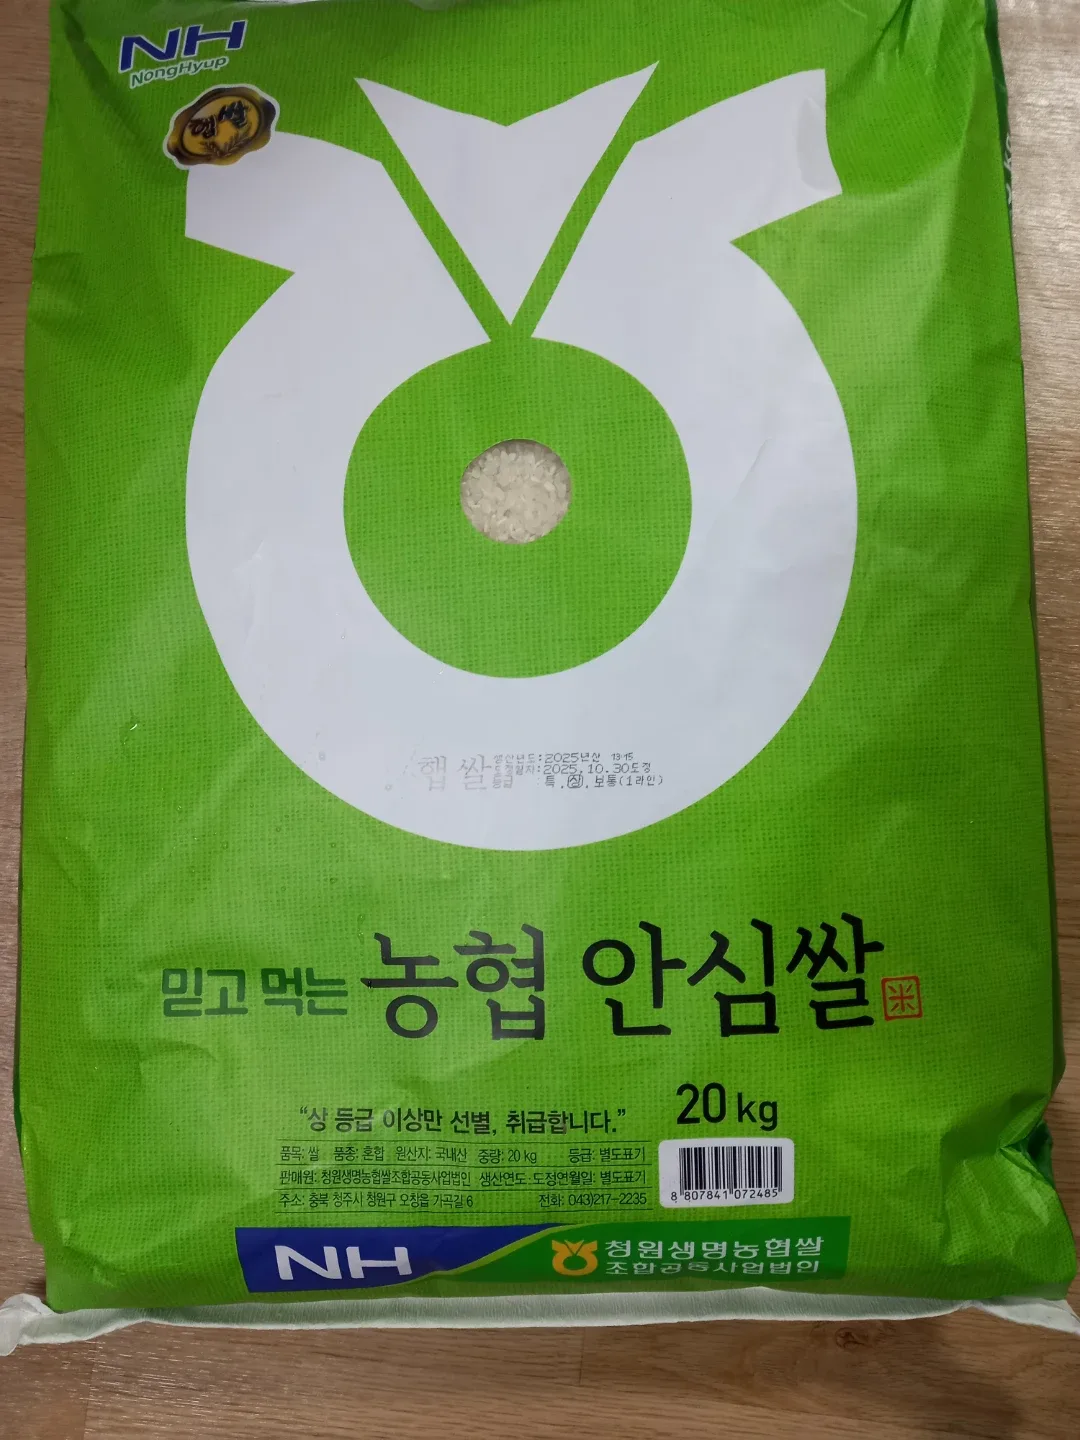 NH
NongHyup
햅쌀
햅쌀
생산년도:2025년산 13:15
도정일자:2025.10.30도정
등급 특.상.보통(1라인)
믿고 먹는 농협 안심쌀 米
20kg
“상 등급 이상만 선별, 취급합니다.”
품목: 쌀 품종: 혼합 원산지: 국내산 중량: 20 kg 등급: 별도표기
판매원: 청원생명농협쌀조합공동사업법인 생산연도·도정연월일: 별도표기
주소: 충북 청주시 청원구 오창읍 가곡길 6 전화: 043)217-2235
8 807841 072485
NH
청원생명농협쌀
조합공동사업법인